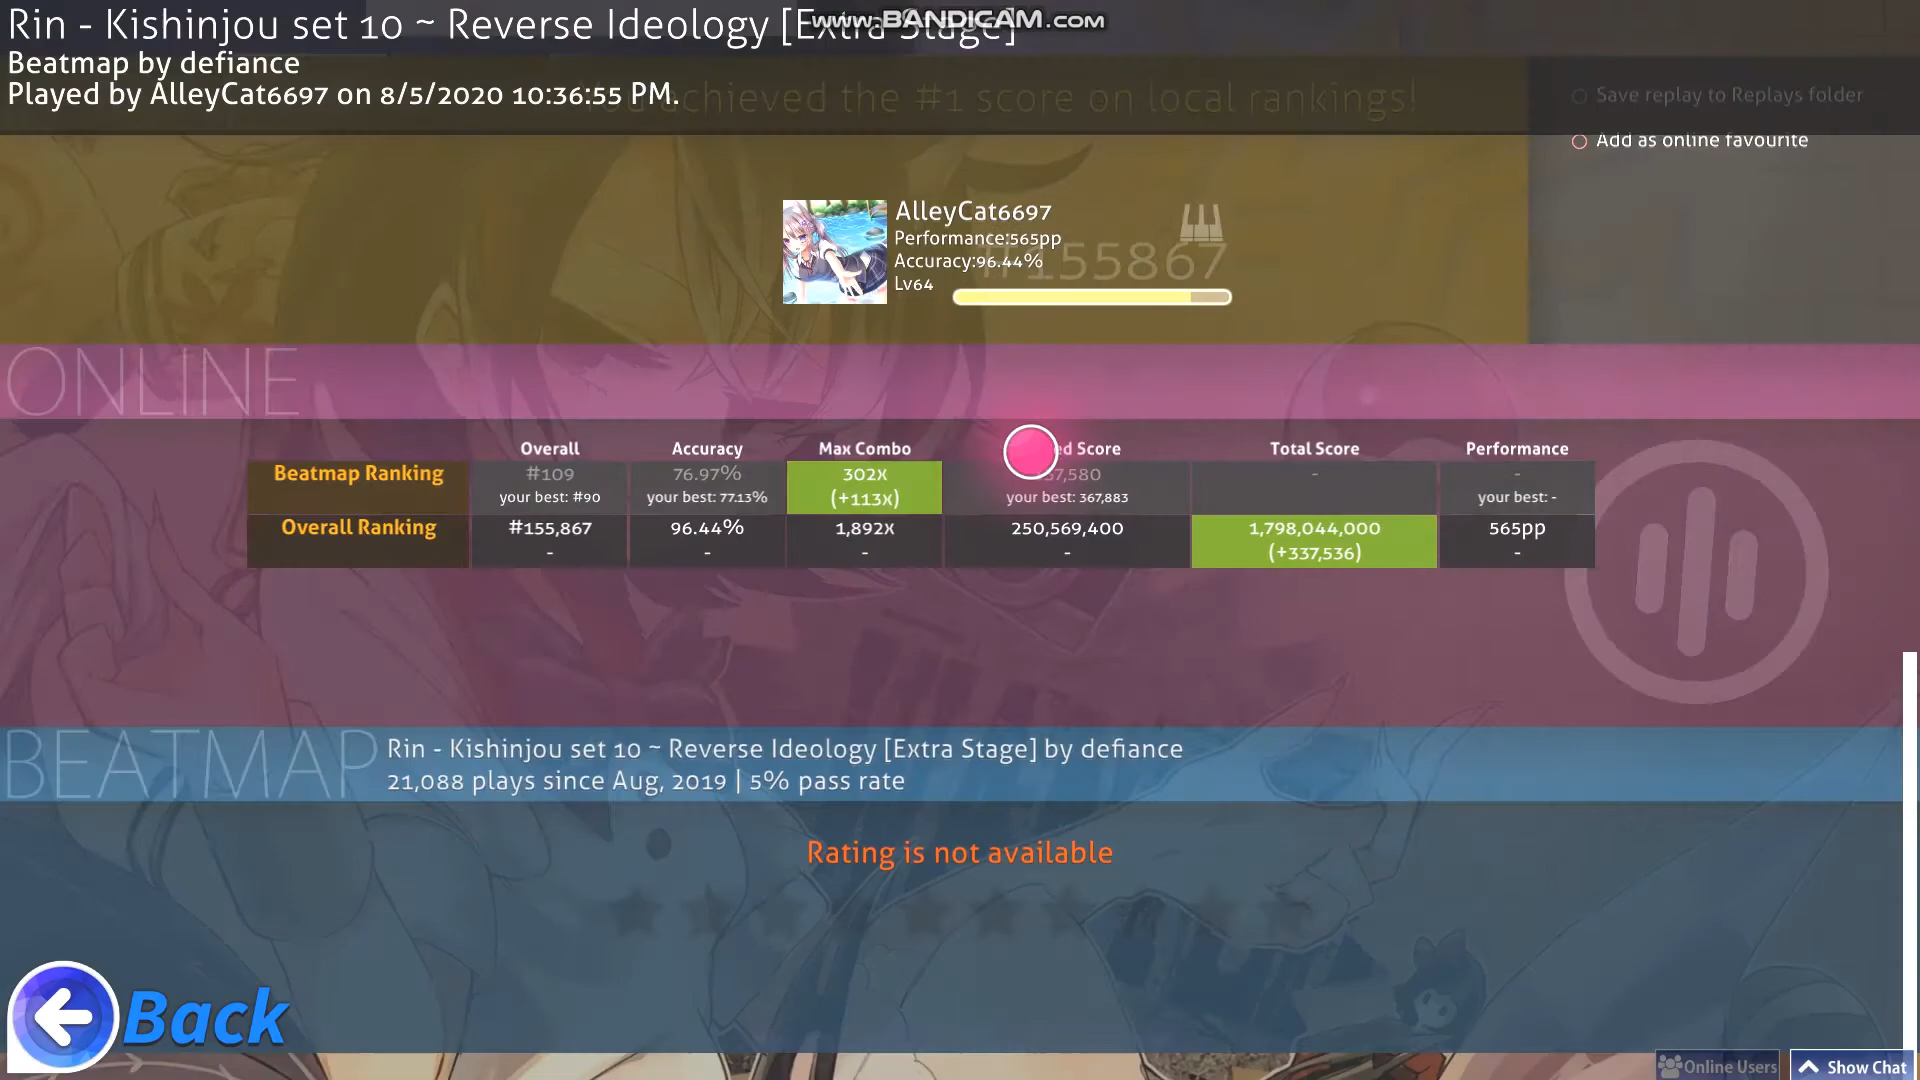 Rin - Kishinjou set 10 ~ Reverse Ideology [Extra Stage]
www.BANDICAM.com
Beatmap by defiance
Played by AlleyCat6697 on 8/5/2020 10:36:55 PM.
achieved the #1 score on local rankings!
Save replay to Replays folder
Add as online favourite
AlleyCat6697
Performance:565pp
Accuracy:96.44%
Lv64
#155867
ONLINE
Overall Accuracy Max Combo Score Total Score Performance
Beatmap Ranking #109 76.97% 302x - -
your best: #90 your best: 77.13% (+113x) your best: 367,883 your best: -
Overall Ranking #155,867 96.44% 1,892x 250,569,400 1,798,044,000 565pp
- - - - (+337,536) -
BEATMAP
Rin - Kishinjou set 10 ~ Reverse Ideology [Extra Stage] by defiance
21,088 plays since Aug, 2019 | 5% pass rate
Rating is not available
Back
Online Users
Show Chat